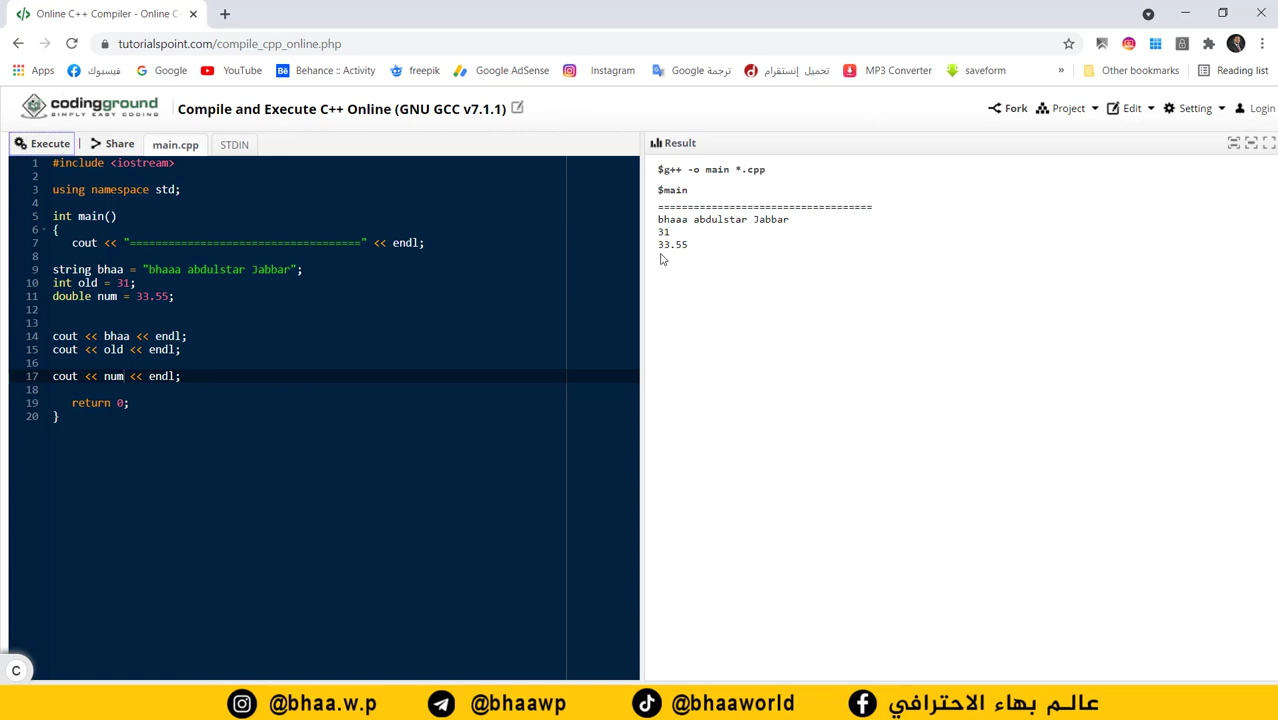 Online C++ Compiler - Online C
tutorialspoint.com/compile_cpp_online.php
Apps فيسبوك Google YouTube Behance :: Activity freepik Google AdSense Instagram ترجمة Google تحميل إنستقرام MP3 Converter saveform » Other bookmarks Reading list
codingground
SIMPLY EASY CODING
Compile and Execute C++ Online (GNU GCC v7.1.1)
Fork Project Edit Setting Login
Execute | Share main.cpp STDIN
Result
1 #include <iostream>
2
3 using namespace std;
4
5 int main()
6 {
7 cout << "====================================" << endl;
8
9 string bhaa = "bhaaa abdulstar Jabbar";
10 int old = 31;
11 double num = 33.55;
12
13
14 cout << bhaa << endl;
15 cout << old << endl;
16
17 cout << num << endl;
18
19 return 0;
20 }
$g++ -o main *.cpp
$main
====================================
bhaaa abdulstar Jabbar
31
33.55
C
@bhaa.w.p @bhaawp @bhaaworld عالم بهاء الاحترافي